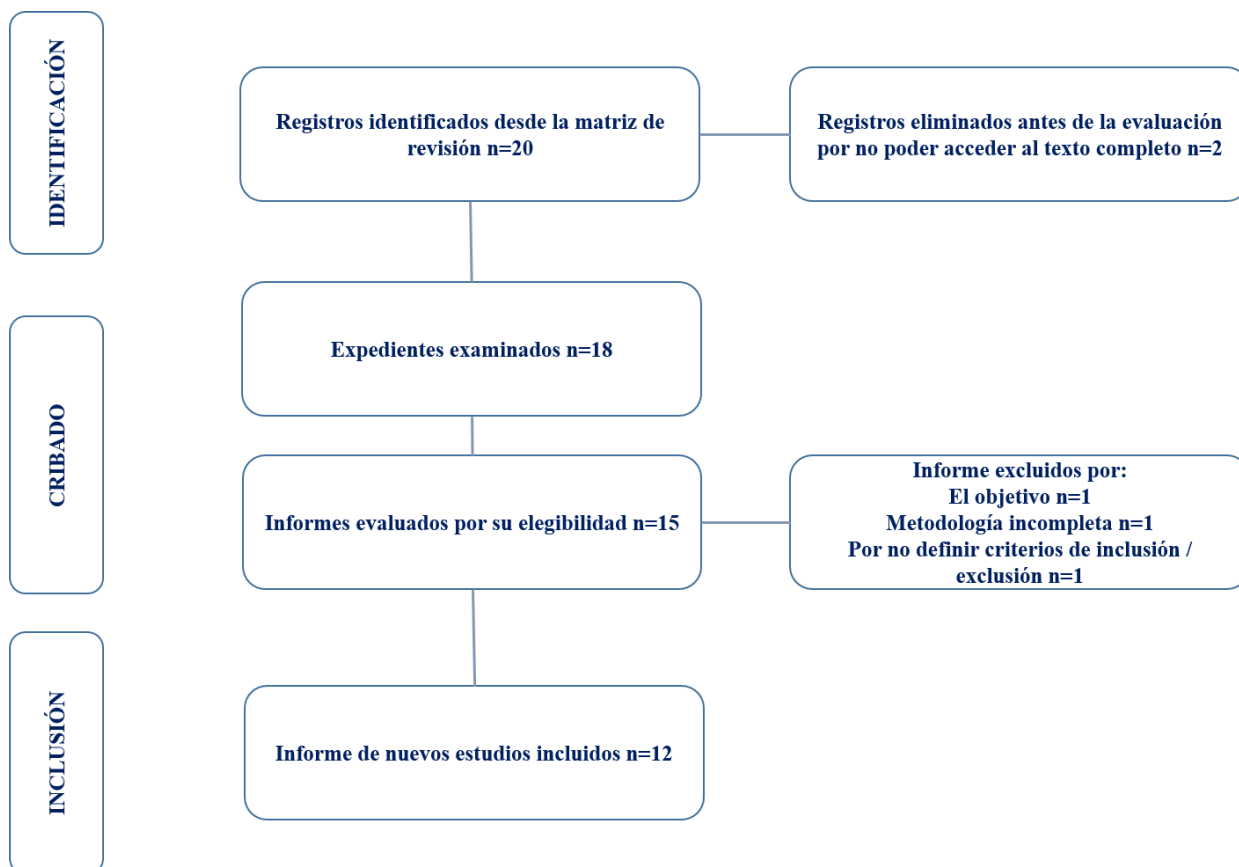 IDENTIFICACIÓN
Registros identificados desde la matriz de
revisión n=20
Registros eliminados antes de la evaluación
por no poder acceder al texto completo n=2
CRIBADO
Expedientes examinados n=18
Informes evaluados por su elegibilidad n=15
Informe excluidos por:
El objetivo n=1
Metodología incompleta n=1
Por no definir criterios de inclusión /
exclusión n=1
INCLUSIÓN
Informe de nuevos estudios incluidos n=12